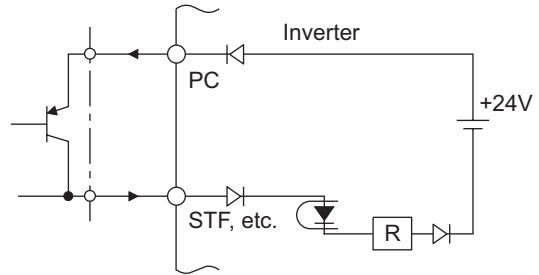 Inverter
PC
+24V
STF, etc.
R